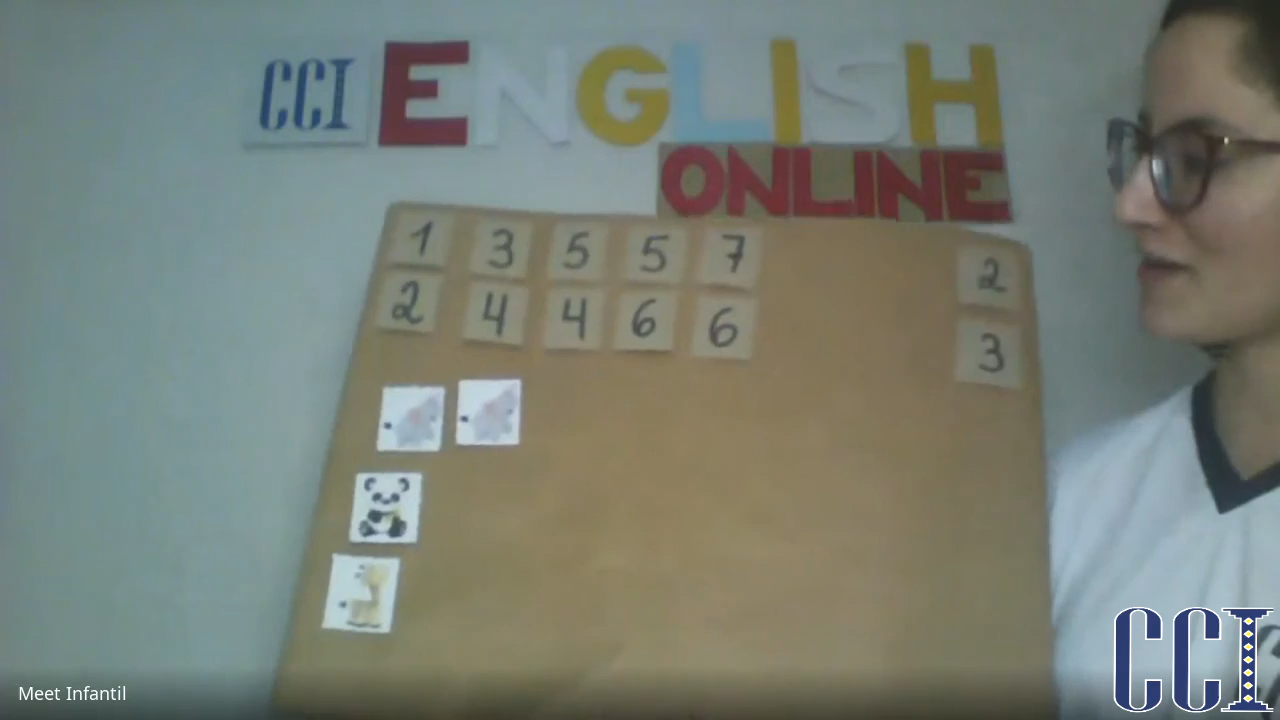 CCI ENGLISH
ONLINE
1 3 5 5 7 2
2 4 4 6 6 3
Meet Infantil
CCI